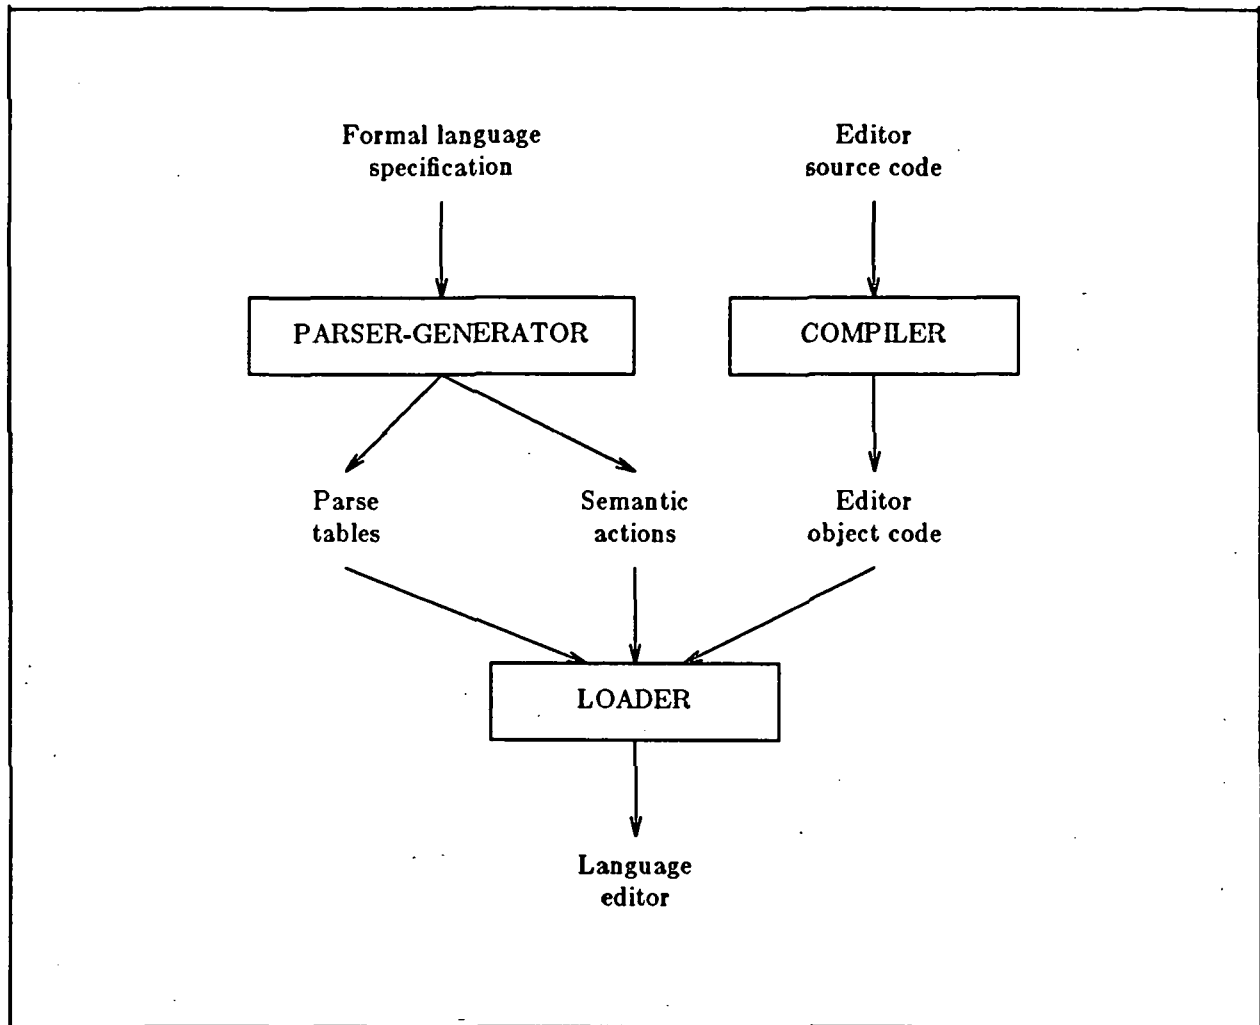 Formal language
specification
Editor
source code
PARSER-GENERATOR
COMPILER
Parse
tables
Semantic
actions
Editor
object code
LOADER
Language
editor